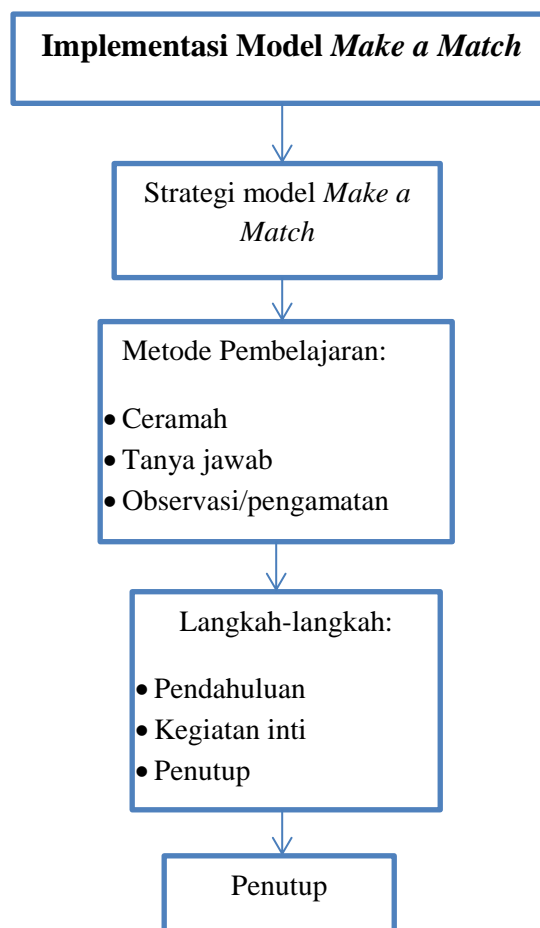 Implementasi Model Make a Match
Strategi model Make a
Match
Metode Pembelajaran:
• Ceramah
• Tanya jawab
• Observasi/pengamatan
Langkah-langkah:
• Pendahuluan
• Kegiatan inti
• Penutup
Penutup